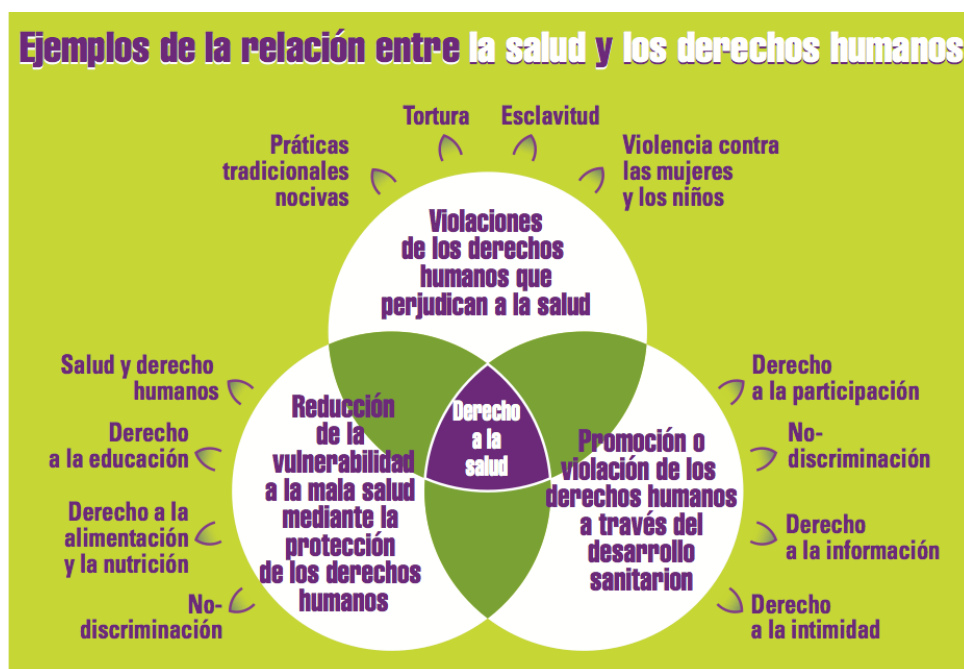 Ejemplos de la relación entre la salud y los derechos humanos
Tortura
Esclavitud
Práticas
tradicionales
nocivas
Violencia contra
las mujeres
y los niños
Violaciones
de los derechos
humanos que
perjudican a la salud
Salud y derecho
humanos
Derecho
a la educación
Derecho a la
alimentación
y la nutrición
No-
discriminación
Reducción
de la
vulnerabilidad
a la mala salud
mediante la
protección
de los derechos
humanos
Derecho
a la
salud
Promoción o
violación de los
derechos humanos
a través del
desarrollo
sanitarion
Derecho
a la participación
No-
discriminación
Derecho
a la información
Derecho
a la intimidad